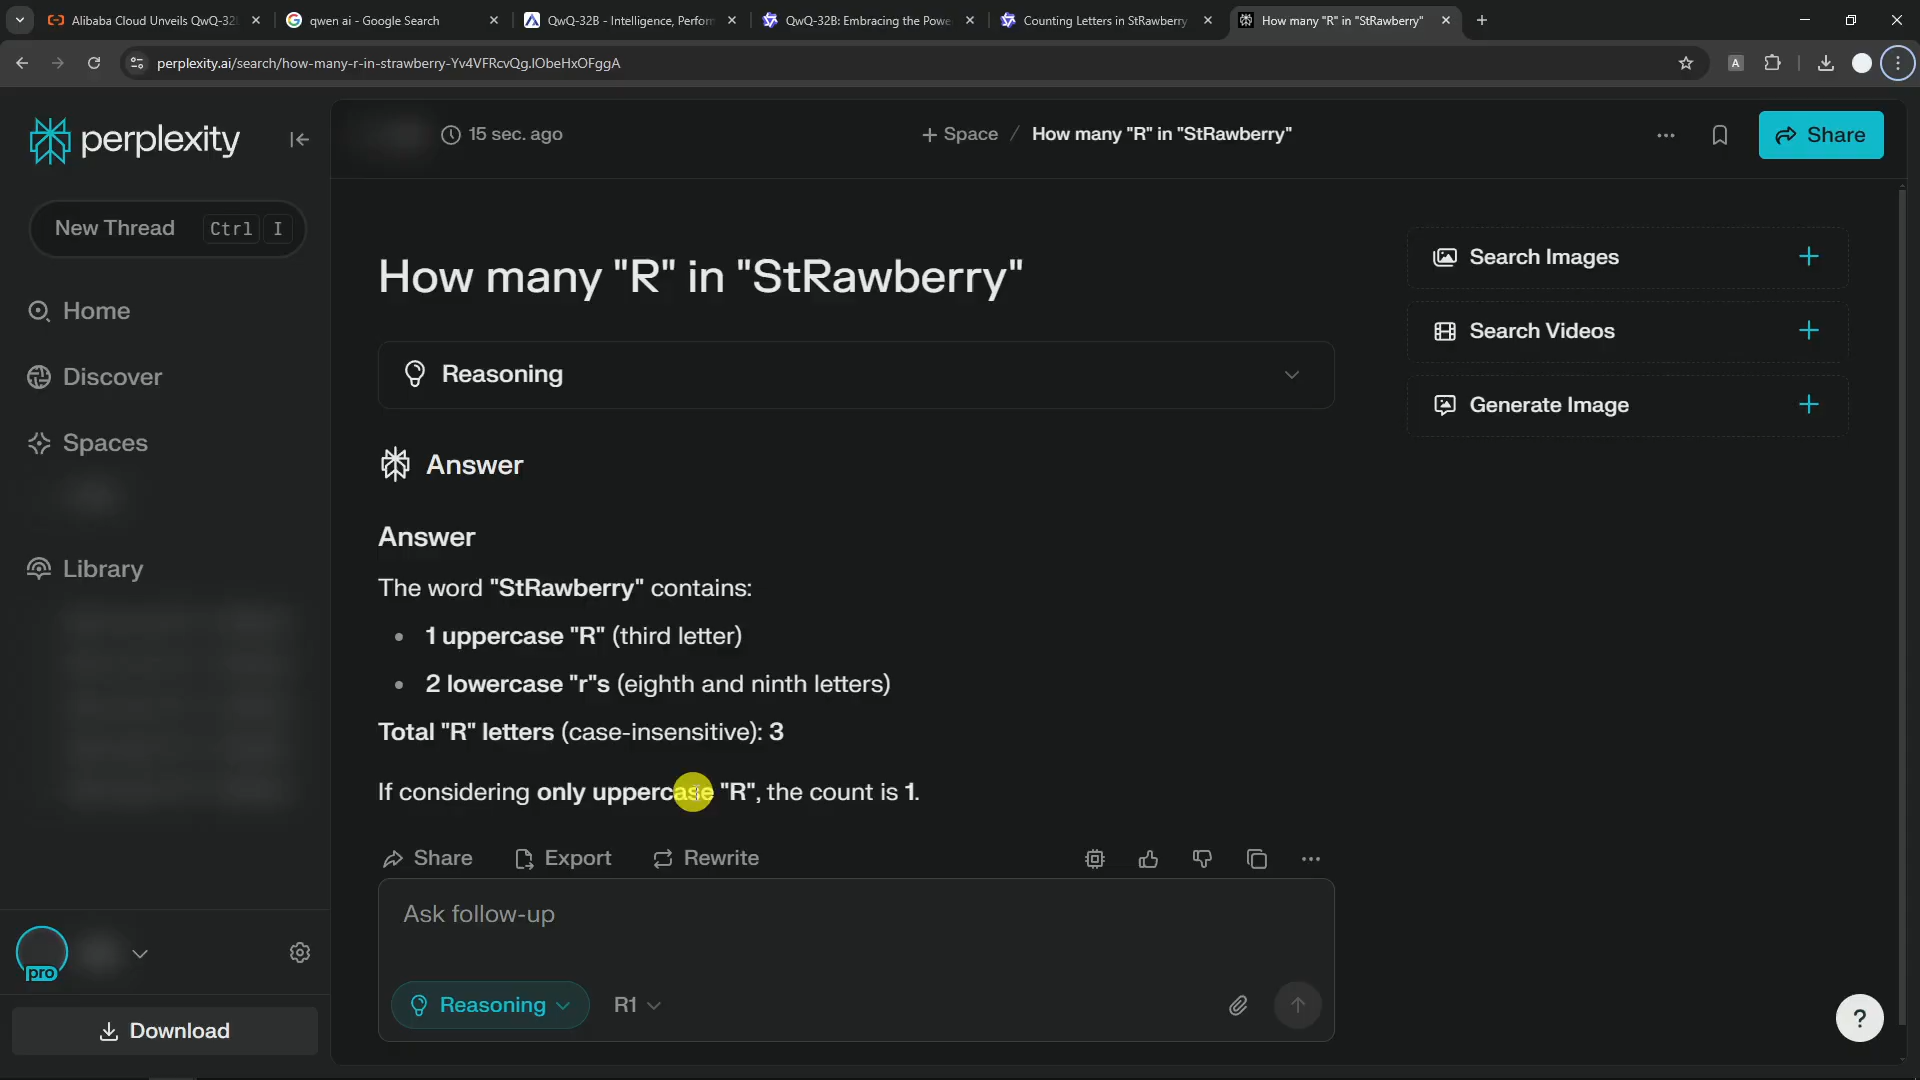 Alibaba Cloud Unveils QwQ-32
qwen ai - Google Search
QwQ-32B - Intelligence, Perfor
QwQ-32B: Embracing the Powe
Counting Letters in StRawberry
How many "R" in "StRawberry"
perplexity.ai/search/how-many-r-in-strawberry-Yv4VFRcvQg.IObeHxOFggA
A
perplexity
15 sec. ago
+ Space / How many "R" in "StRawberry"
Share
New Thread Ctrl I
Home
Discover
Spaces
Library
pro
Download
How many "R" in "StRawberry"
Reasoning
Answer
Answer
The word "StRawberry" contains:
• 1 uppercase "R" (third letter)
• 2 lowercase "r"s (eighth and ninth letters)
Total "R" letters (case-insensitive): 3
If considering only uppercase "R", the count is 1.
Share
Export
Rewrite
Ask follow-up
Reasoning
R1
Search Images
Search Videos
Generate Image
?